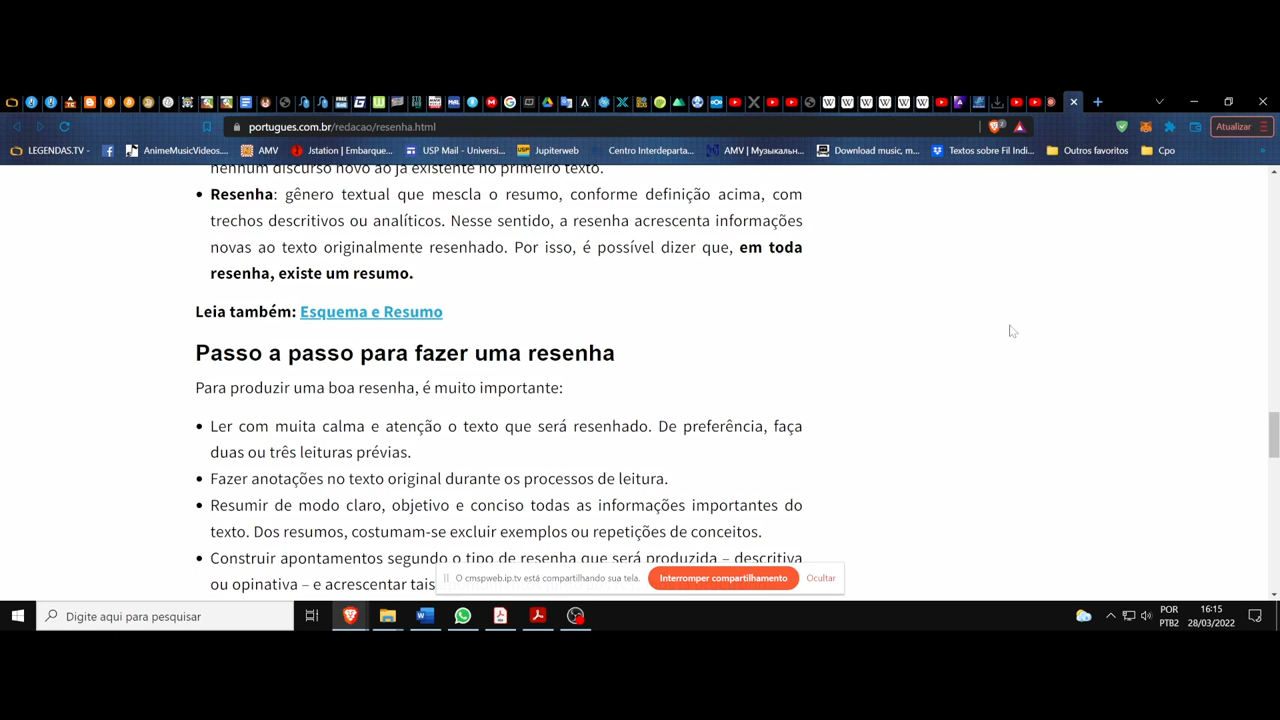 portugues.com.br/redacao/resenha.html
Atualizar
LEGENDAS.TV -
AnimeMusicVideos...
AMV
Jstation | Embarque...
USP Mail - Universi...
Jupiterweb
Centro Interdeparta...
AMV | Музыкальн...
Download music, m...
Textos sobre Fil Indi...
Outros favoritos
Cpo
nenhum discurso novo ao já existente no primeiro texto.
• Resenha: gênero textual que mescla o resumo, conforme definição acima, com
trechos descritivos ou analíticos. Nesse sentido, a resenha acrescenta informações
novas ao texto originalmente resenhado. Por isso, é possível dizer que, em toda
resenha, existe um resumo.
Leia também: Esquema e Resumo
Passo a passo para fazer uma resenha
Para produzir uma boa resenha, é muito importante:
• Ler com muita calma e atenção o texto que será resenhado. De preferência, faça
duas ou três leituras prévias.
• Fazer anotações no texto original durante os processos de leitura.
• Resumir de modo claro, objetivo e conciso todas as informações importantes do
texto. Dos resumos, costumam-se excluir exemplos ou repetições de conceitos.
• Construir apontamentos segundo o tipo de resenha que será produzida – descritiva
ou opinativa – e acrescentar tais
O cmspweb.ip.tv está compartilhando sua tela.
Interromper compartilhamento
Ocultar
Digite aqui para pesquisar
POR
PTB2
16:15
28/03/2022